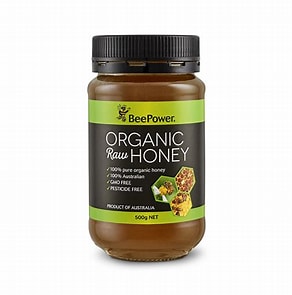 BeePower.
ORGANIC
Raw HONEY
✓ 100% pure organic honey
✓ 100% Australian
✓ GMO FREE
✓ PESTICIDE FREE
PRODUCT OF AUSTRALIA
500g NET